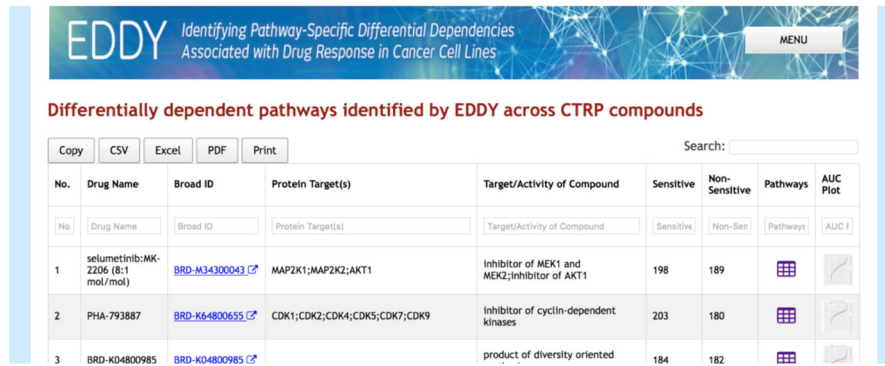 EDDY
Identifying Pathway-Specific Differential Dependencies
Associated with Drug Response in Cancer Cell Lines
MENU
Differentially dependent pathways identified by EDDY across CTRP compounds
Copy CSV Excel PDF Print Search:
No. Drug Name Broad ID Protein Target(s) Target/Activity of Compound Sensitive Non-Sensitive Pathways AUC Plot
No Drug Name Broad ID Protein Target(s) Target/Activity of Compound Sensitive Non-Sen Pathways AUC F
1 selumetinib:MK-2206 (8:1 mol/mol) BRD-M34300043 MAP2K1;MAP2K2;AKT1 inhibitor of MEK1 and MEK2;inhibitor of AKT1 198 189
2 PHA-793887 BRD-K64800655 CDK1;CDK2;CDK4;CDK5;CDK7;CDK9 inhibitor of cyclin-dependent kinases 203 180
3 BRD-K04800985 BRD-K04800985 product of diversity oriented 184 182